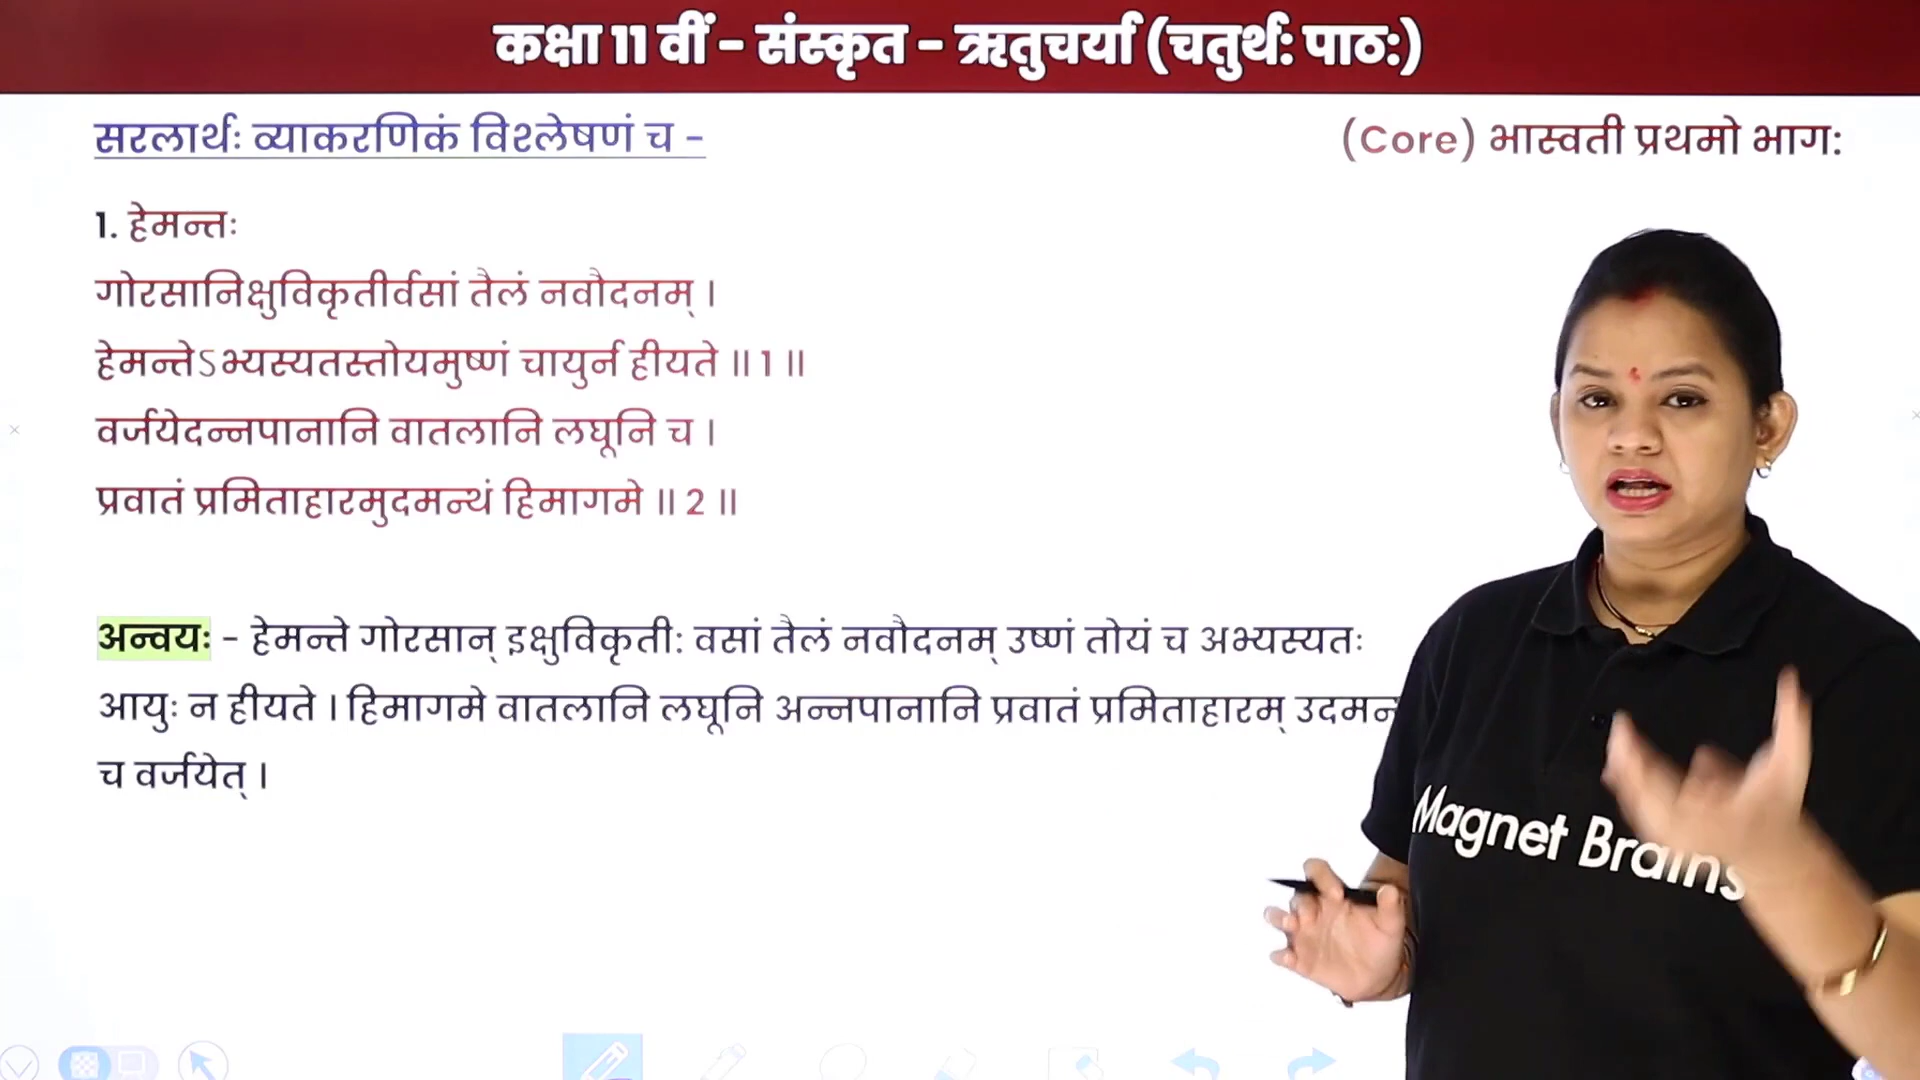 कक्षा 11 वीं - संस्कृत - ऋतुचर्या (चतुर्थ: पाठ:)
सरलार्थः व्याकरणिकं विश्लेषणं च -
(Core) भास्वती प्रथमो भाग:
1. हेमन्तः
गोरसानिक्षुविकृतीर्वसां तैलं नवौदनम् ।
हेमन्तेऽभ्यस्यतस्तोयमुष्णं चायुर्न हीयते ॥ 1 ॥
वर्जयेदन्नपानानि वातलानि लघूनि च ।
प्रवातं प्रमिताहारमुदमन्थं हिमागमे ॥ 2 ॥
अन्वयः - हेमन्ते गोरसान् इक्षुविकृती: वसां तैलं नवौदनम् उष्णं तोयं च अभ्यस्यतः
आयुः न हीयते । हिमागमे वातलानि लघूनि अन्नपानानि प्रवातं प्रमिताहारम्
च वर्जयेत् ।
Magnet Brains